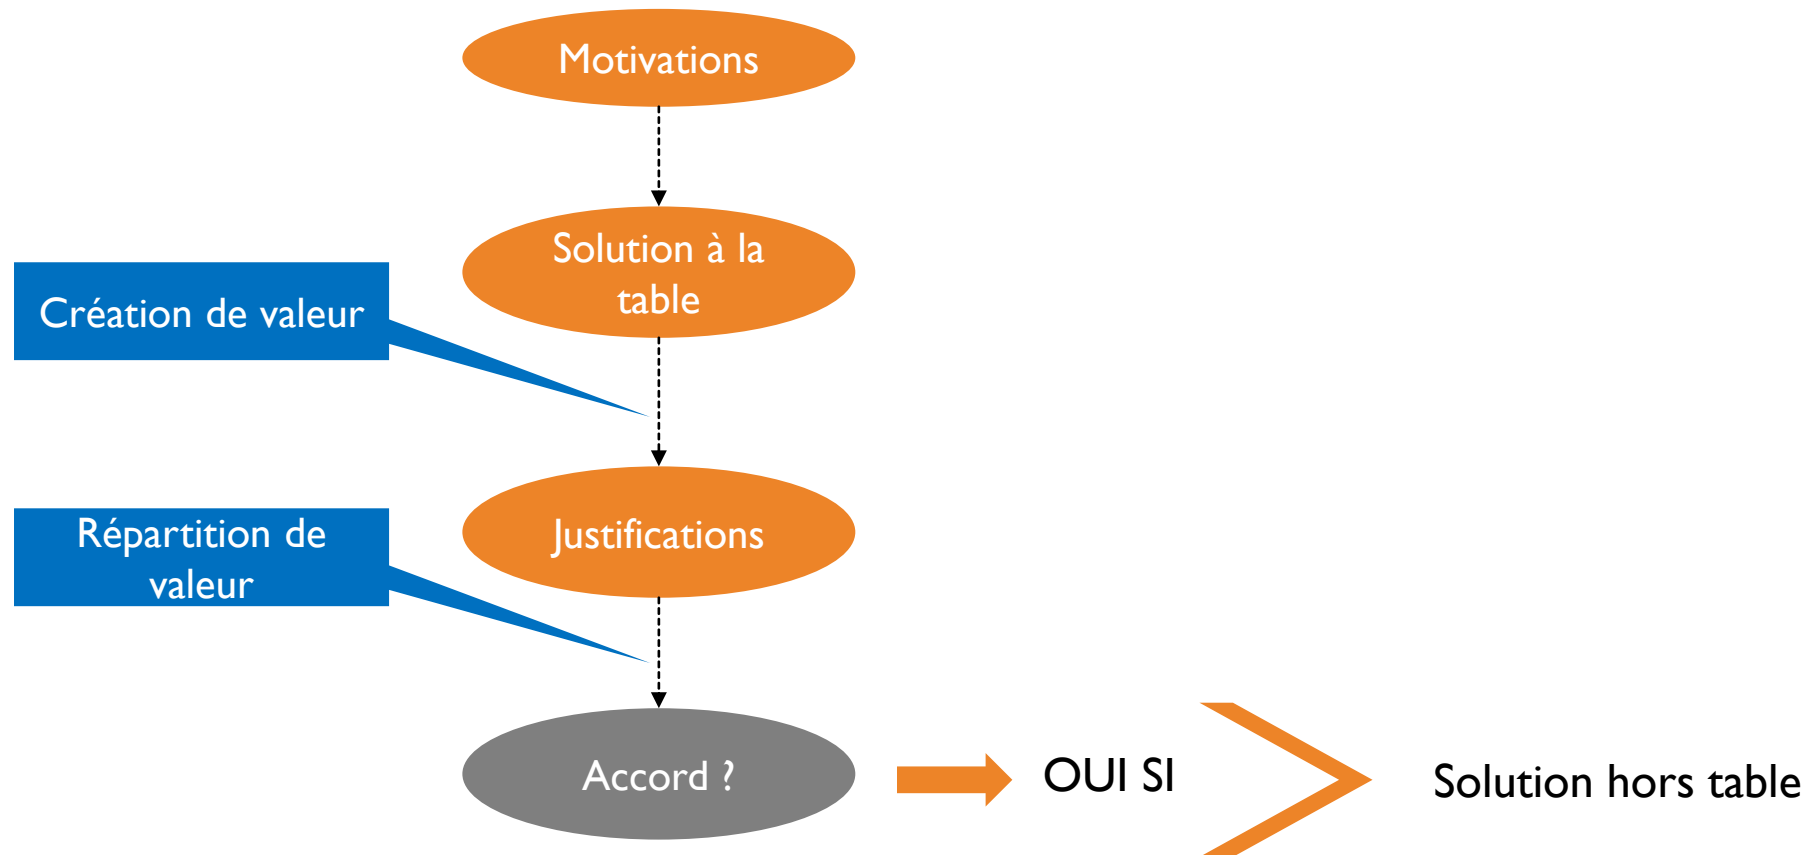 Motivations
Solution à la
table
Création de valeur
Justifications
Répartition de
valeur
Accord ?
OUI SI
Solution hors table